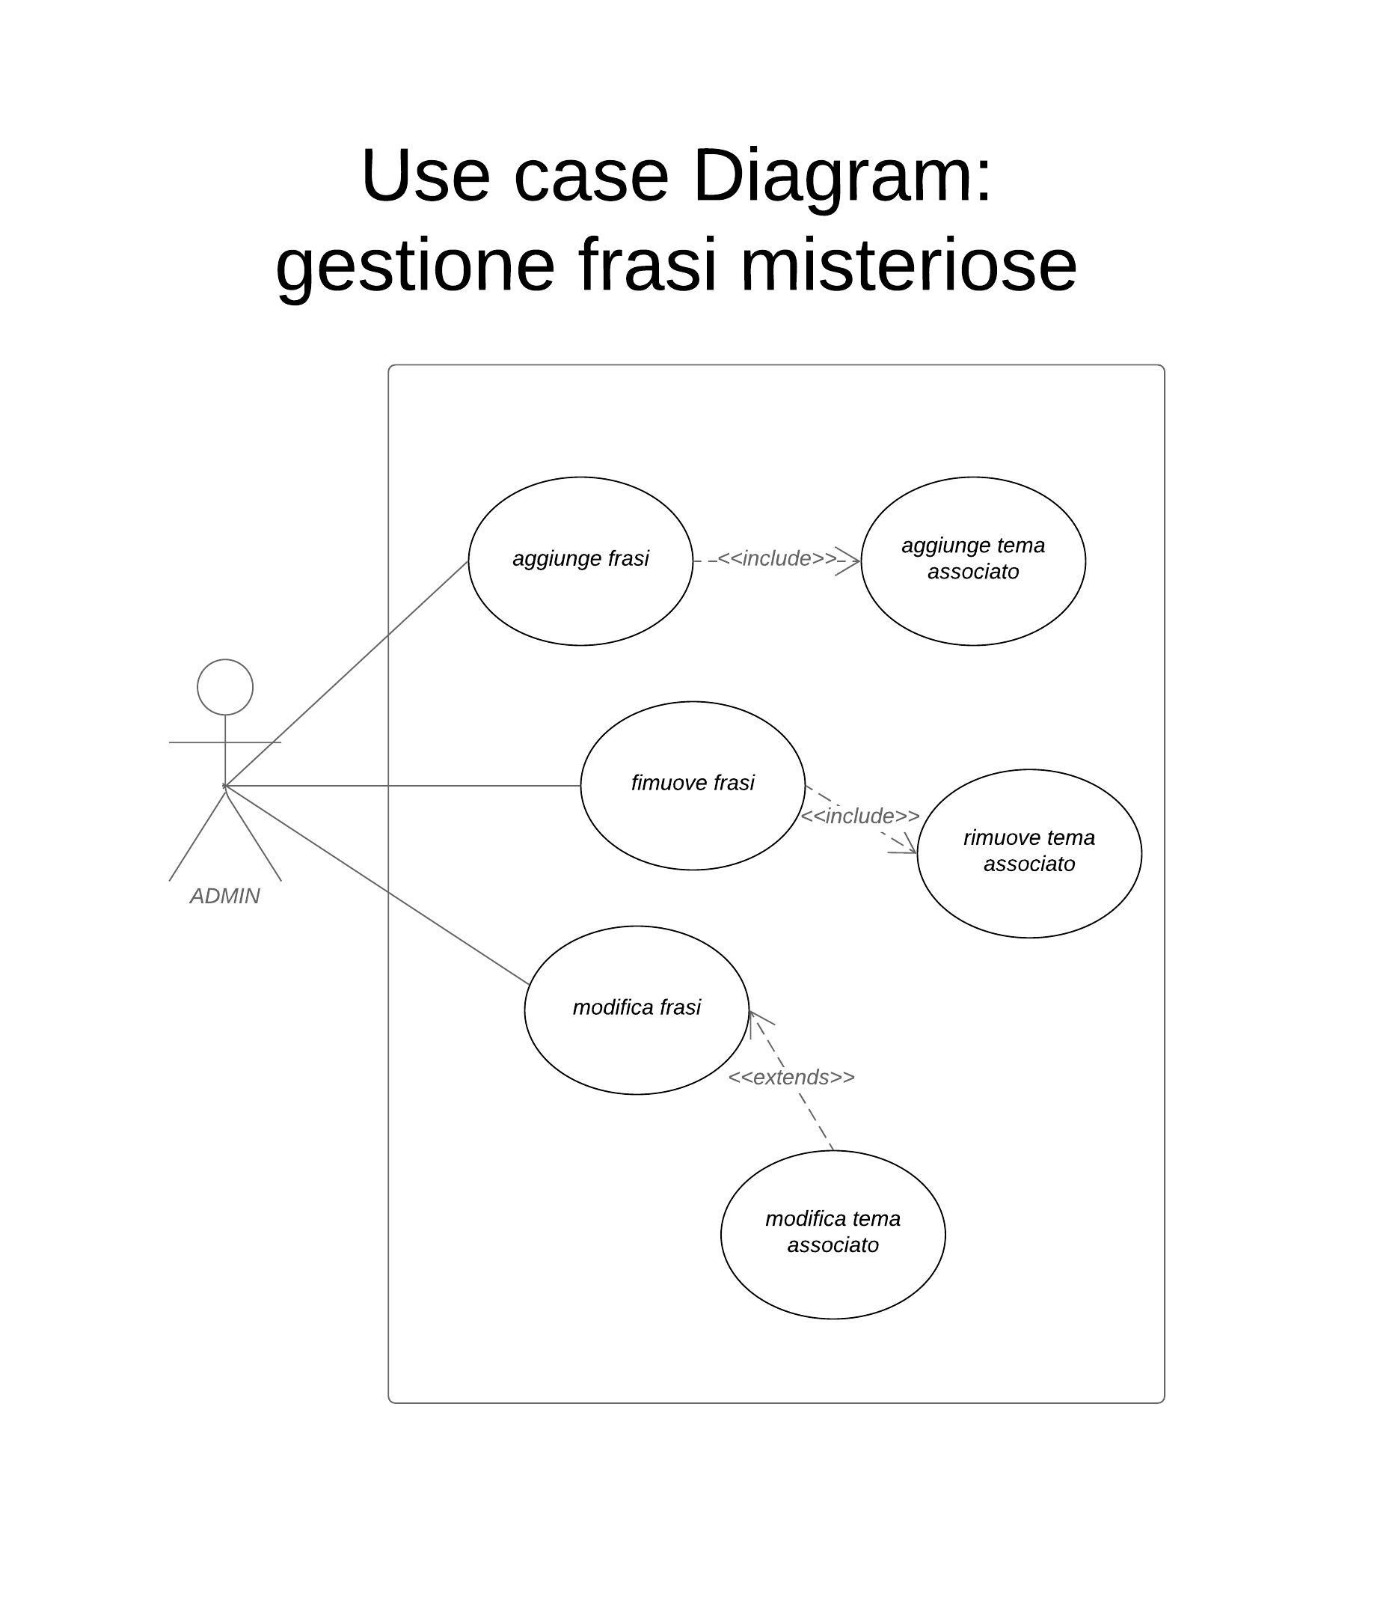 Use case Diagram:
gestione frasi misteriose
aggiunge frasi
<<include>>
aggiunge tema
associato
fimuove frasi
<<include>>
rimuove tema
associato
ADMIN
modifica frasi
<<extends>>
modifica tema
associato